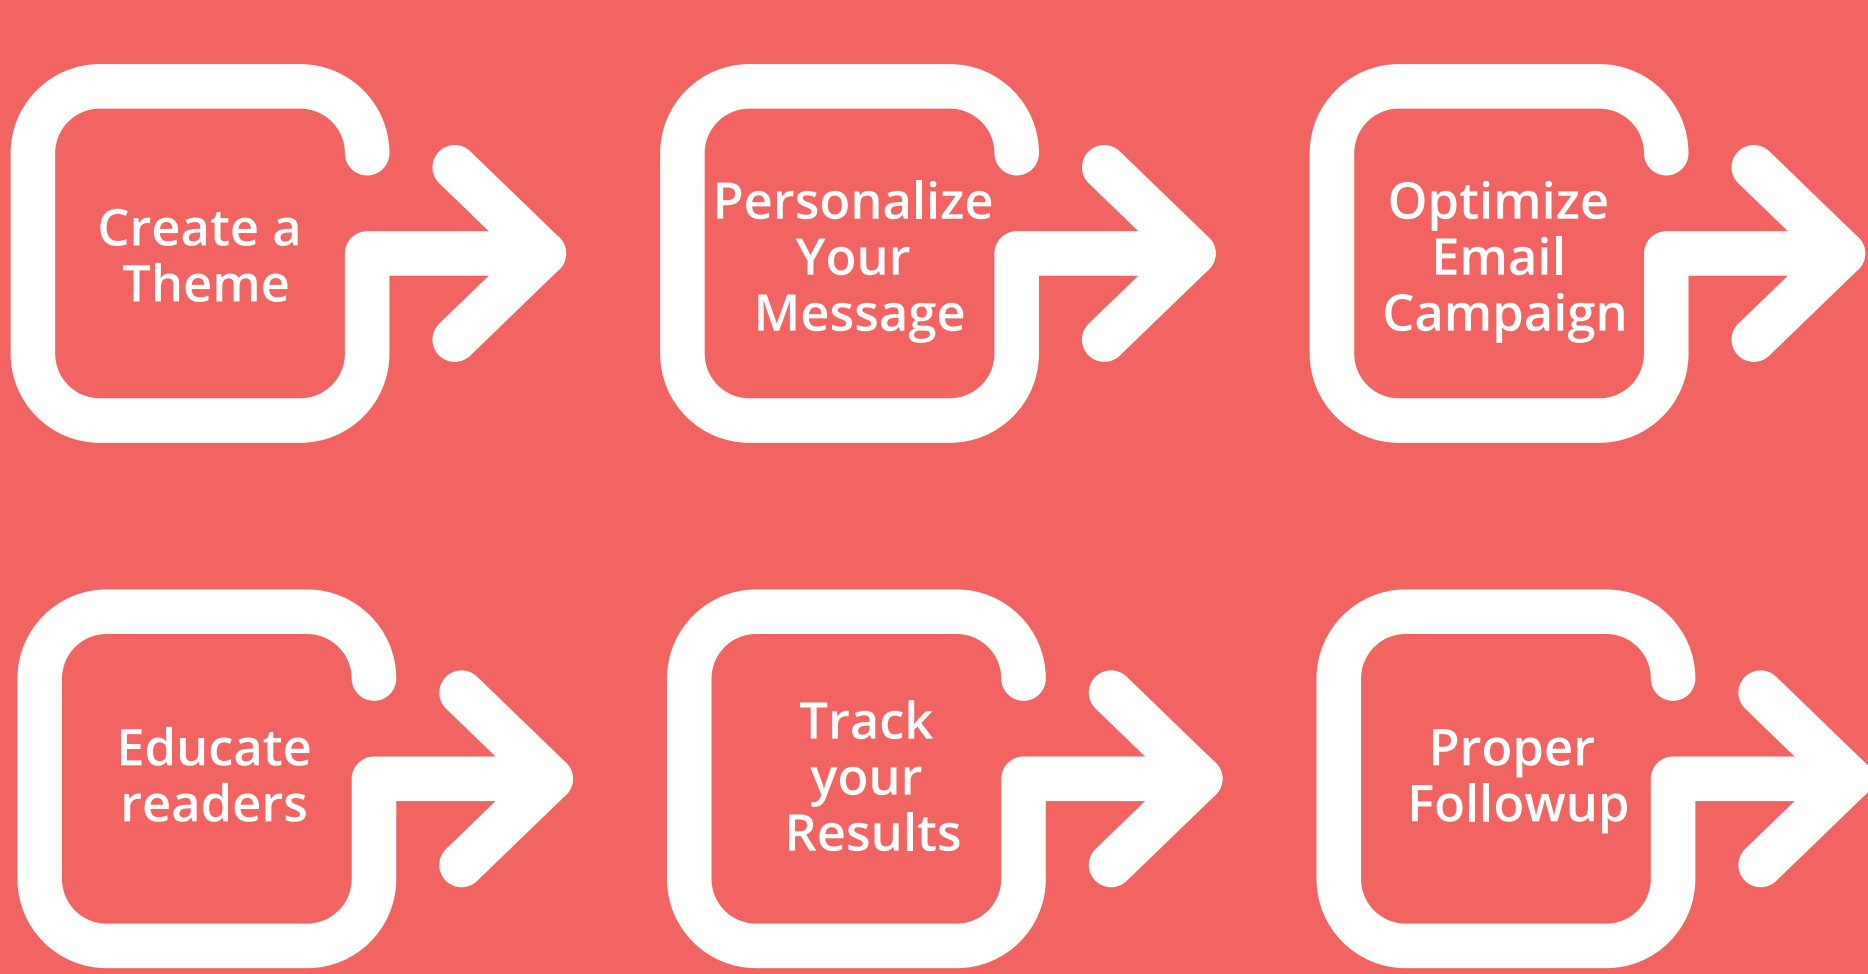 Create a
Theme
Personalize
Your
Message
Optimize
Email
Campaign
Educate
readers
Track
your
Results
Proper
Followup